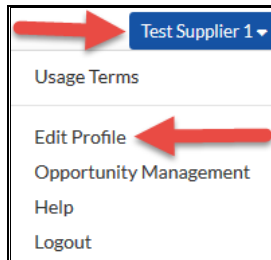 Test Supplier 1
Usage Terms
Edit Profile
Opportunity Management
Help
Logout